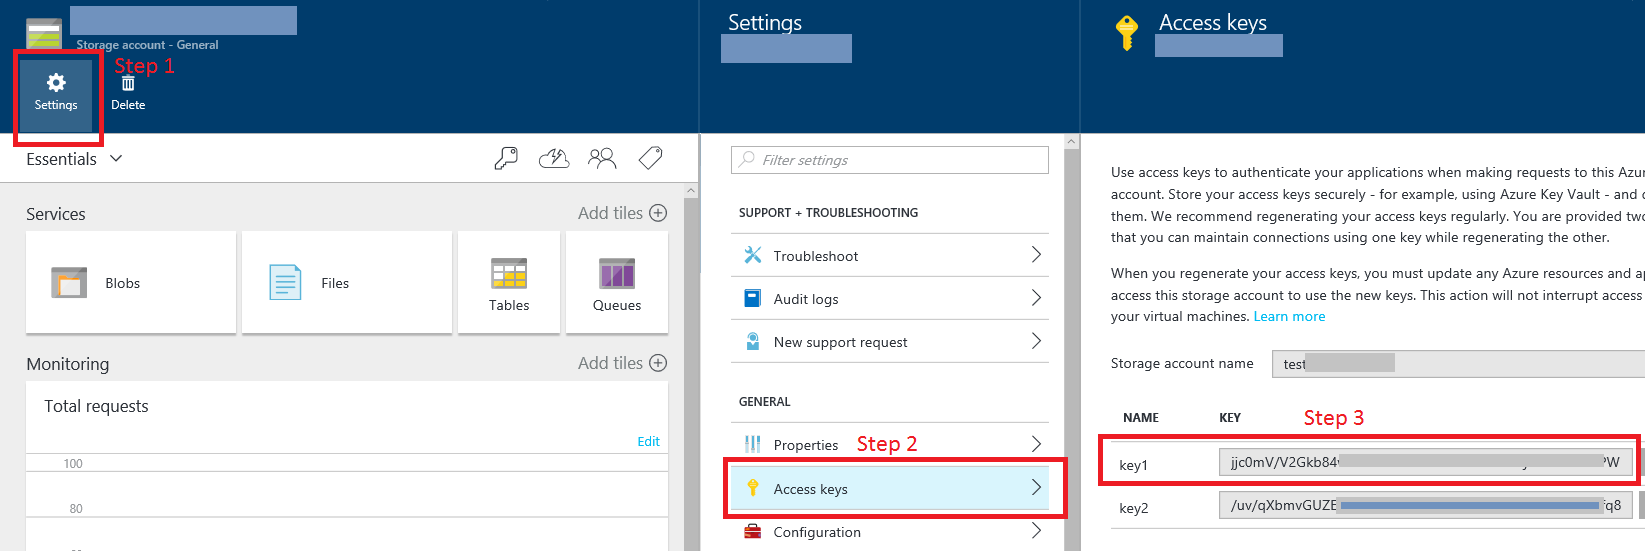 Storage account - General
Step 1
Settings
Delete
Essentials
Services
Add tiles
Blobs
Files
Tables
Queues
Monitoring
Add tiles
Total requests
Edit
100
80
Settings
Filter settings
SUPPORT + TROUBLESHOOTING
Troubleshoot
Audit logs
New support request
GENERAL
Properties
Step 2
Access keys
Configuration
Access keys
Use access keys to authenticate your applications when making requests to this Azur
account. Store your access keys securely - for example, using Azure Key Vault - and
them. We recommend regenerating your access keys regularly. You are provided two
that you can maintain connections using one key while regenerating the other.
When you regenerate your access keys, you must update any Azure resources and ap
access this storage account to use the new keys. This action will not interrupt access
your virtual machines. Learn more
Storage account name
test
NAME KEY
Step 3
key1 jjc0mV/V2Gkb84 PW
key2 /uv/qXbmvGUZE fq8